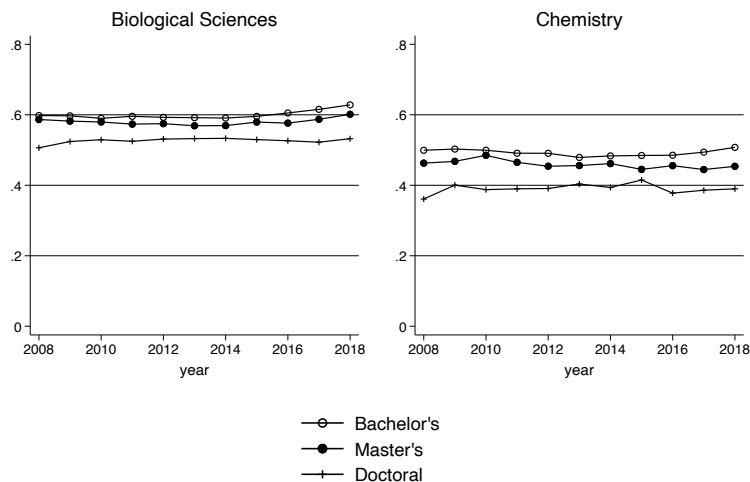 Biological Sciences
.8
.6
.4
.2
0
2008 2010 2012 2014 2016 2018
year
Chemistry
.8
.6
.4
.2
0
2008 2010 2012 2014 2016 2018
year
Bachelor's
Master's
Doctoral